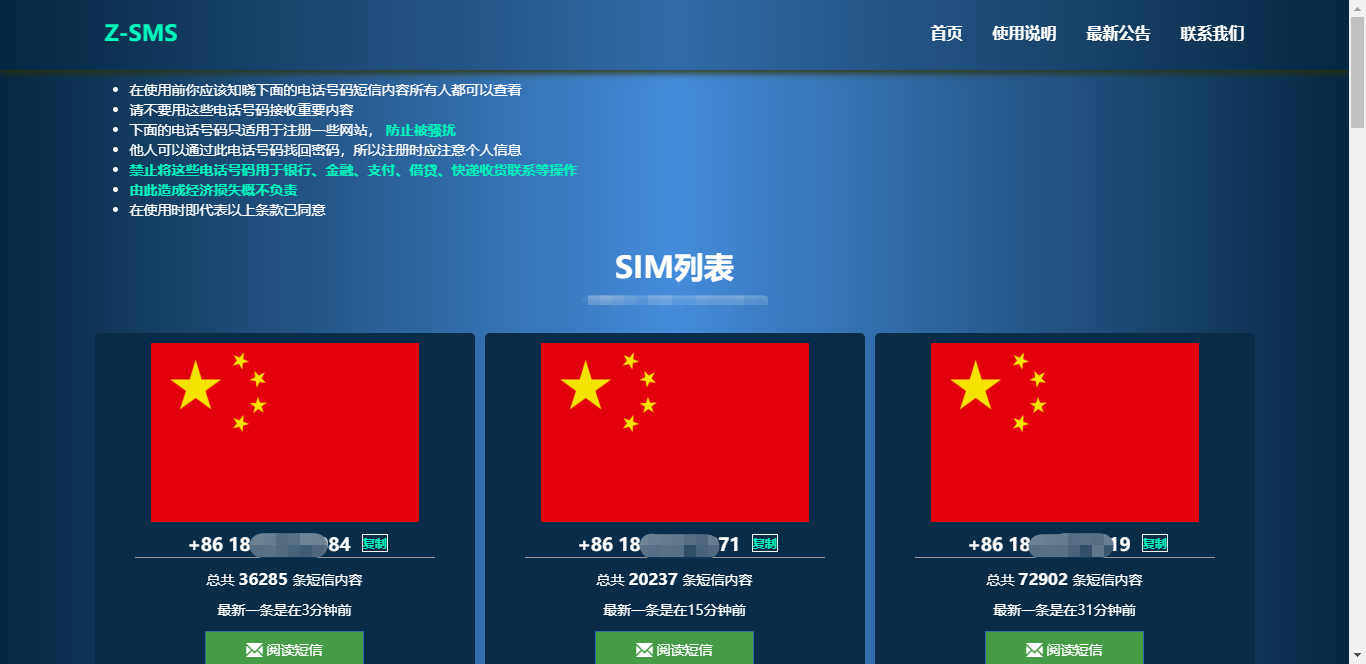 Z-SMS
首页 使用说明 最新公告 联系我们
在使用前你应该知晓下面的电话号码短信内容所有人都可以查看
请不要用这些电话号码接收重要内容
下面的电话号码只适用于注册一些网站， 防止被骚扰
他人可以通过此电话号码找回密码，所以注册时应注意个人信息
禁止将这些电话号码用于银行、金融、支付、借贷、快递收货联系等操作
由此造成经济损失概不负责
在使用时即代表以上条款已同意
SIM列表
+86 18 84 复制
总共 36285 条短信内容
最新一条是在3分钟前
阅读短信
+86 18 71 复制
总共 20237 条短信内容
最新一条是在15分钟前
阅读短信
+86 18 19 复制
总共 72902 条短信内容
最新一条是在31分钟前
阅读短信